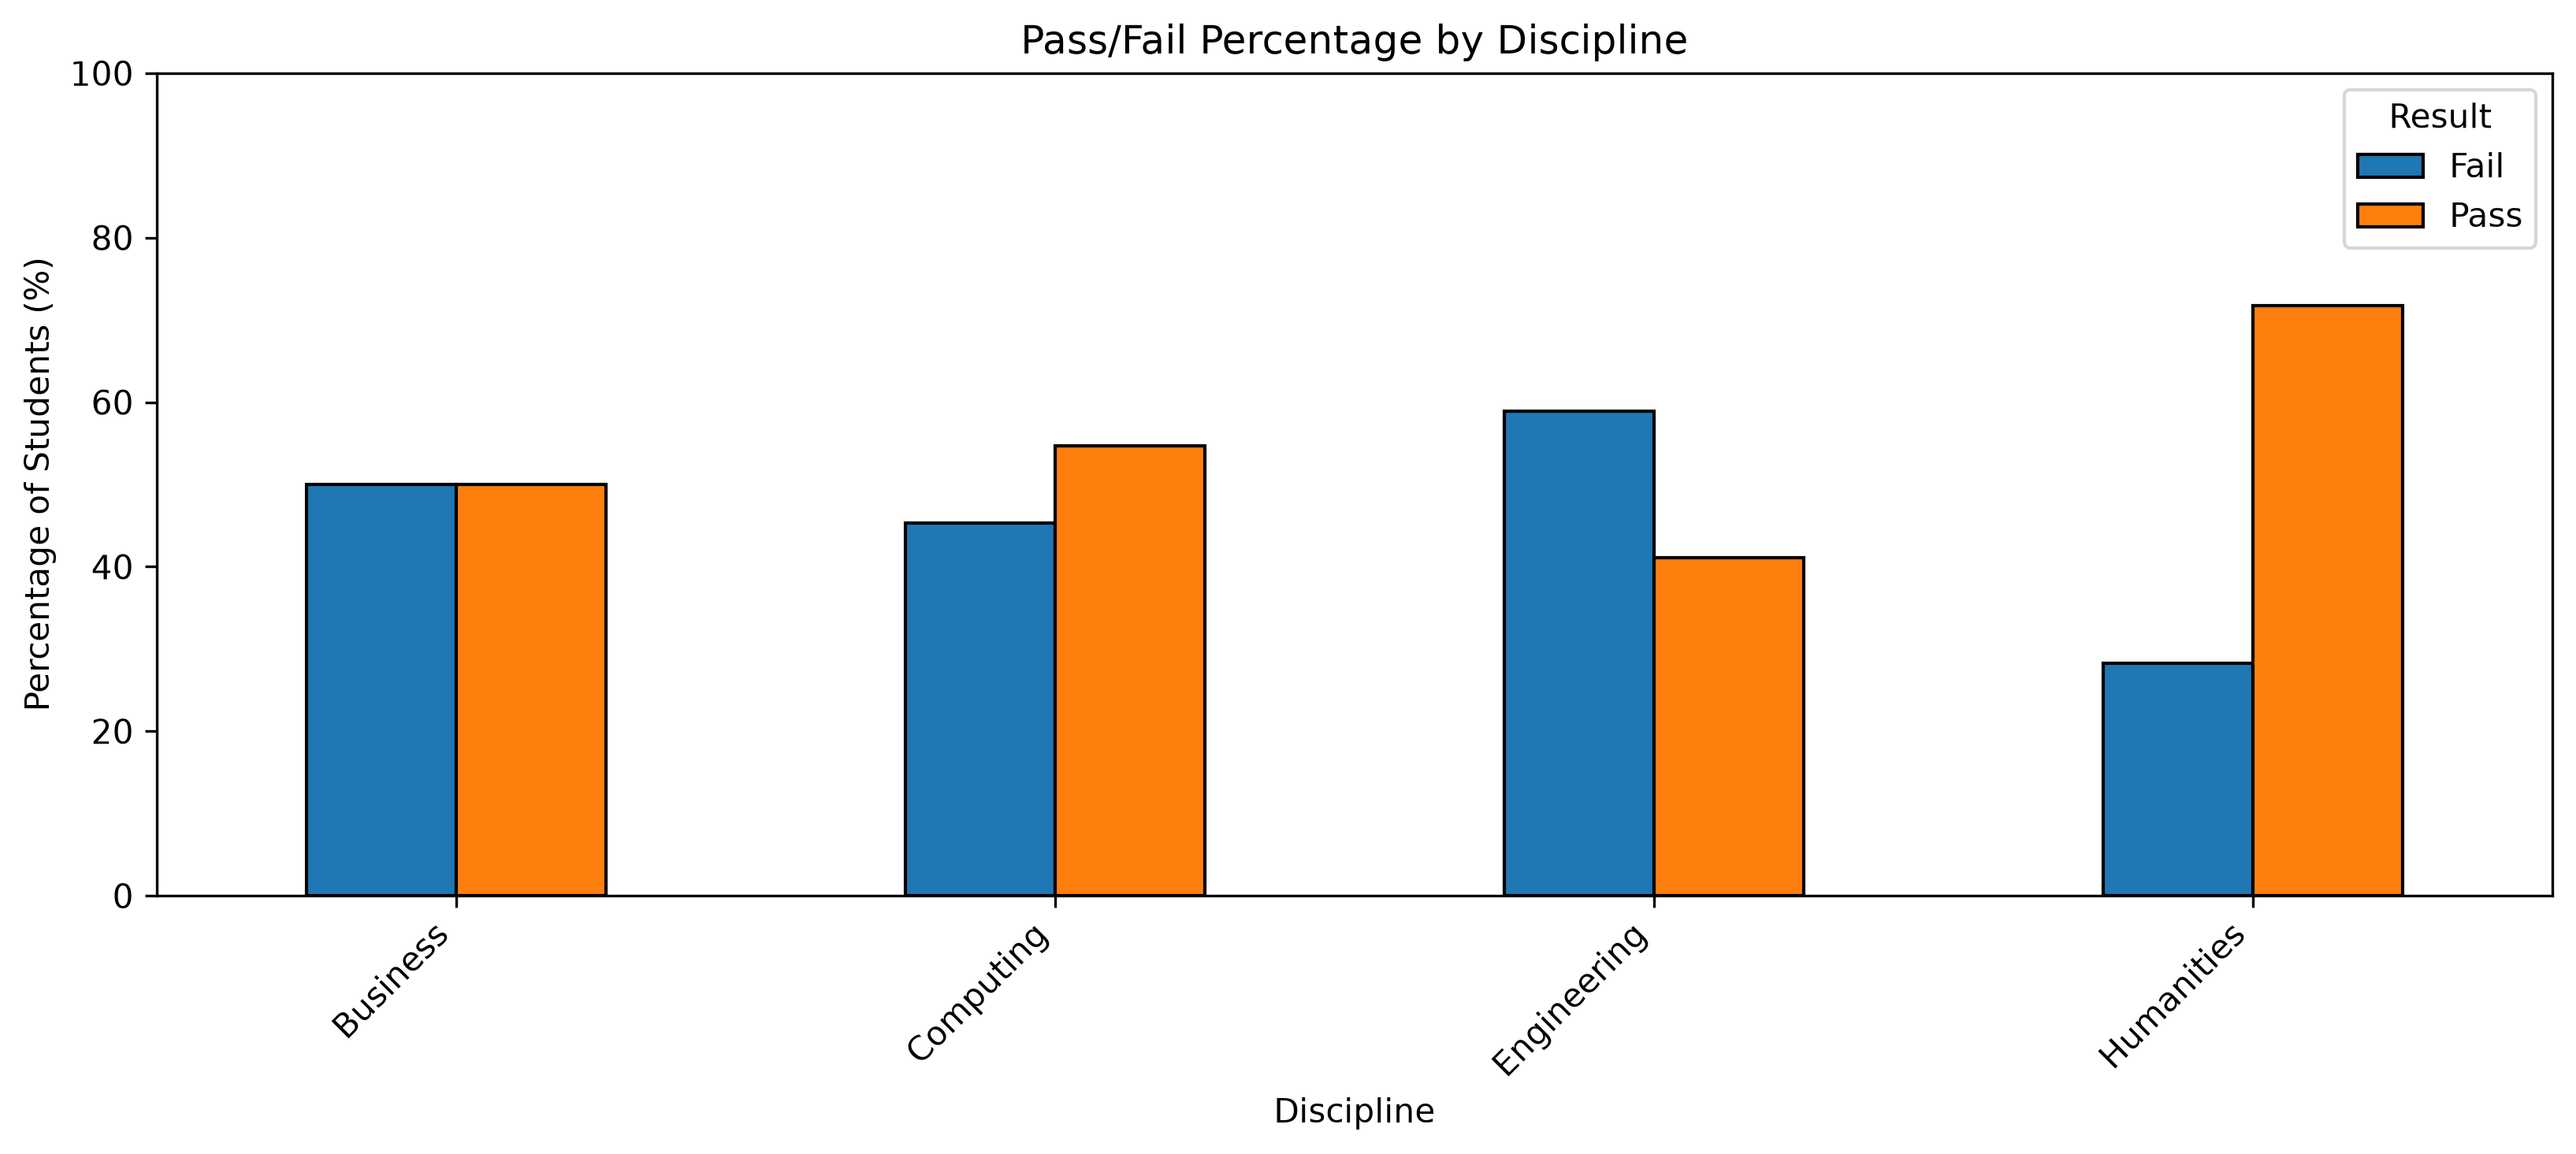 Pass/Fail Percentage by Discipline
Percentage of Students (%)
100
80
60
40
20
0
Result
Fail
Pass
Business
Computing
Engineering
Humanities
Discipline